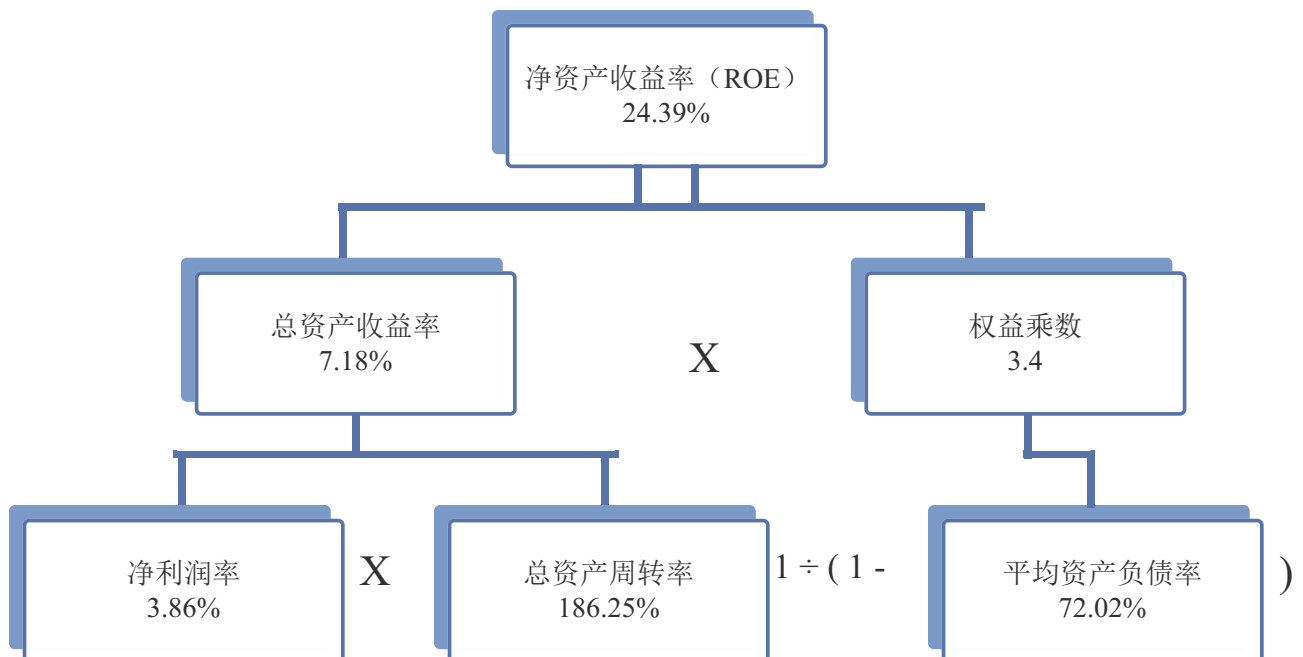 净资产收益率（ROE）
24.39%
总资产收益率
7.18%
X
权益乘数
3.4
净利润率
3.86%
X
总资产周转率
186.25%
1 ÷ ( 1 -
平均资产负债率
72.02%
)